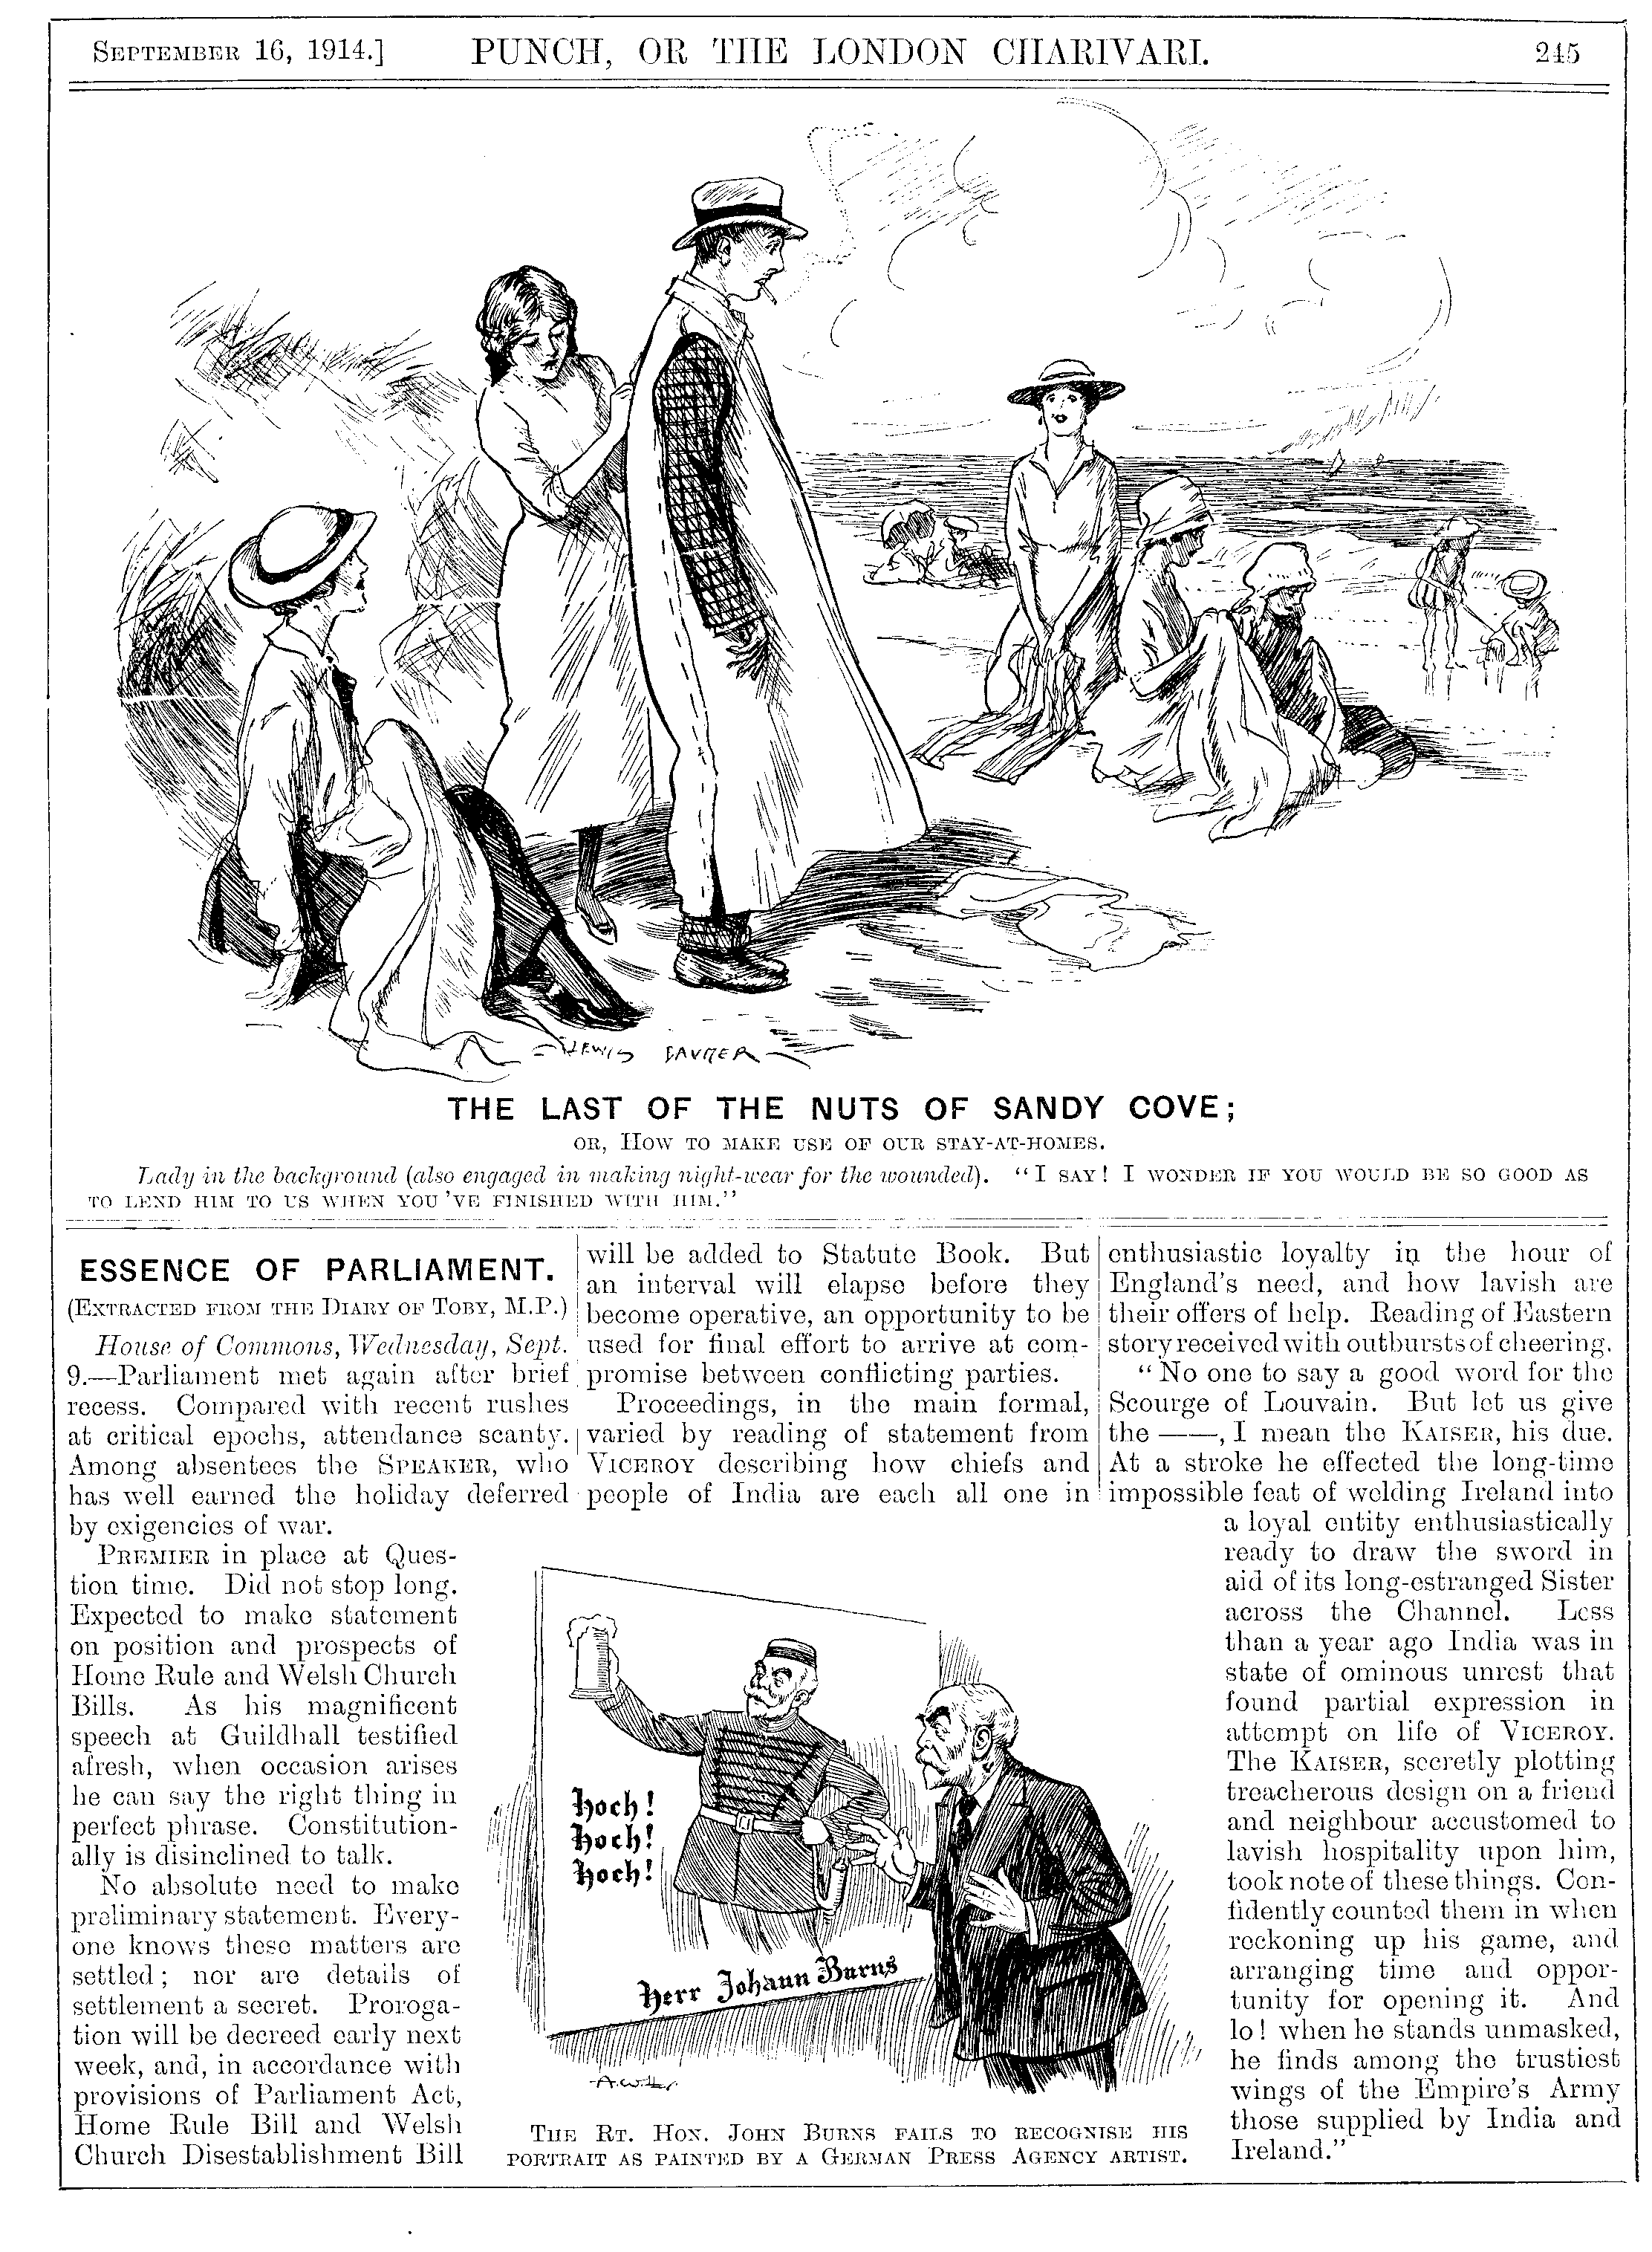 September 16, 1914.] PUNCH, OR THE LONDON CHARIVARI. 245
Lewis Baumer
THE LAST OF THE NUTS OF SANDY COVE;
or, How to make use of our stay-at-homes.
Lady in the background (also engaged in making night-wear for the wounded). "I say! I wonder if you would be so good as
to lend him to us when you've finished with him."
ESSENCE OF PARLIAMENT.
(Extracted from the Diary of Toby, M.P.)
House of Commons, Wednesday, Sept.
9.—Parliament met again after brief
recess. Compared with recent rushes
at critical epochs, attendance scanty.
Among absentees the Speaker, who
has well earned the holiday deferred
by exigencies of war.
Premier in place at Ques-
tion time. Did not stop long.
Expected to make statement
on position and prospects of
Home Rule and Welsh Church
Bills. As his magnificent
speech at Guildhall testified
afresh, when occasion arises
he can say the right thing in
perfect phrase. Constitution-
ally is disinclined to talk.
No absolute need to make
preliminary statement. Every-
one knows these matters are
settled; nor are details of
settlement a secret. Proroga-
tion will be decreed early next
week, and, in accordance with
provisions of Parliament Act,
Home Rule Bill and Welsh
Church Disestablishment Bill
will be added to Statute Book. But
an interval will elapse before they
become operative, an opportunity to be
used for final effort to arrive at com-
promise between conflicting parties.
Proceedings, in the main formal,
varied by reading of statement from
Viceroy describing how chiefs and
people of India are each all one in
enthusiastic loyalty in the hour of
England's need, and how lavish are
their offers of help. Reading of Eastern
story received with outbursts of cheering.
"No one to say a good word for the
Scourge of Louvain. But let us give
the ——, I mean the Kaiser, his due.
At a stroke he effected the long-time
impossible feat of welding Ireland into
a loyal entity enthusiastically
ready to draw the sword in
aid of its long-estranged Sister
across the Channel. Less
than a year ago India was in
state of ominous unrest that
found partial expression in
attempt on life of Viceroy.
The Kaiser, secretly plotting
treacherous design on a friend
and neighbour accustomed to
lavish hospitality upon him,
took note of these things. Con-
fidently counted them in when
reckoning up his game, and
arranging time and oppor-
tunity for opening it. And
lo! when he stands unmasked,
he finds among the trustiest
wings of the Empire's Army
those supplied by India and
Ireland."
Hoch!
Hoch!
Hoch!
Herr Johann Burns
The Rt. Hon. John Burns fails to recognise his
portrait as painted by a German Press Agency artist.